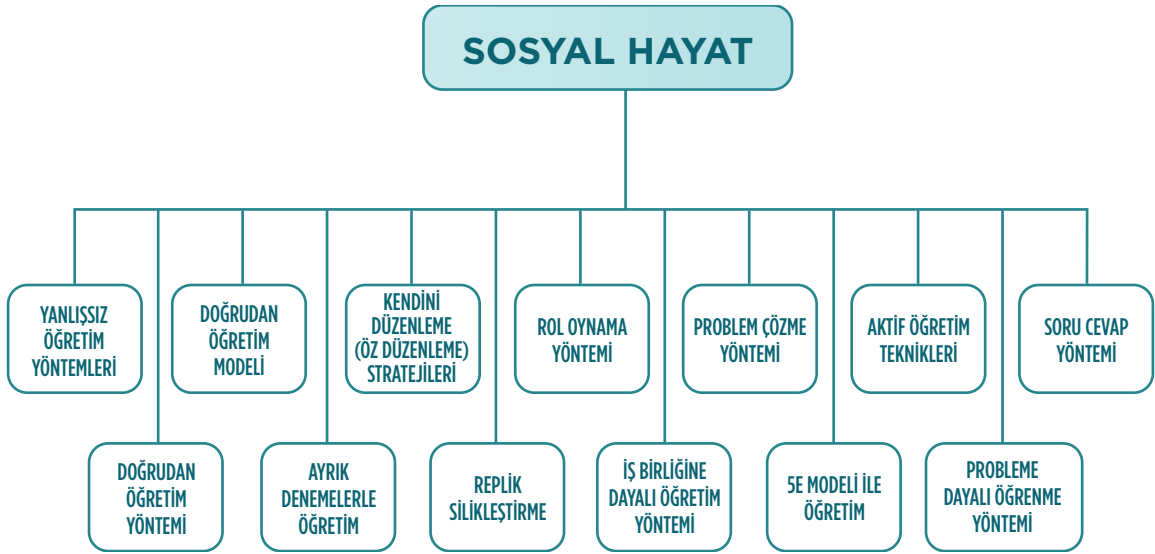 SOSYAL HAYAT
YANLIŞSIZ
ÖĞRETİM
YÖNTEMLERİ
DOĞRUDAN
ÖĞRETİM
MODELİ
KENDİNİ
DÜZENLEME
(ÖZ DÜZENLEME)
STRATEJİLERİ
ROL OYNAMA
YÖNTEMİ
PROBLEM ÇÖZME
YÖNTEMİ
AKTİF ÖĞRETİM
TEKNİKLERİ
SORU CEVAP
YÖNTEMİ
DOĞRUDAN
ÖĞRETİM
YÖNTEMİ
AYRIK
DENEMELERLE
ÖĞRETİM
REPLİK
SİLİKLEŞTİRME
İŞ BİRLİĞİNE
DAYALI ÖĞRETİM
YÖNTEMİ
5E MODELİ İLE
ÖĞRETİM
PROBLEME
DAYALI ÖĞRENME
YÖNTEMİ